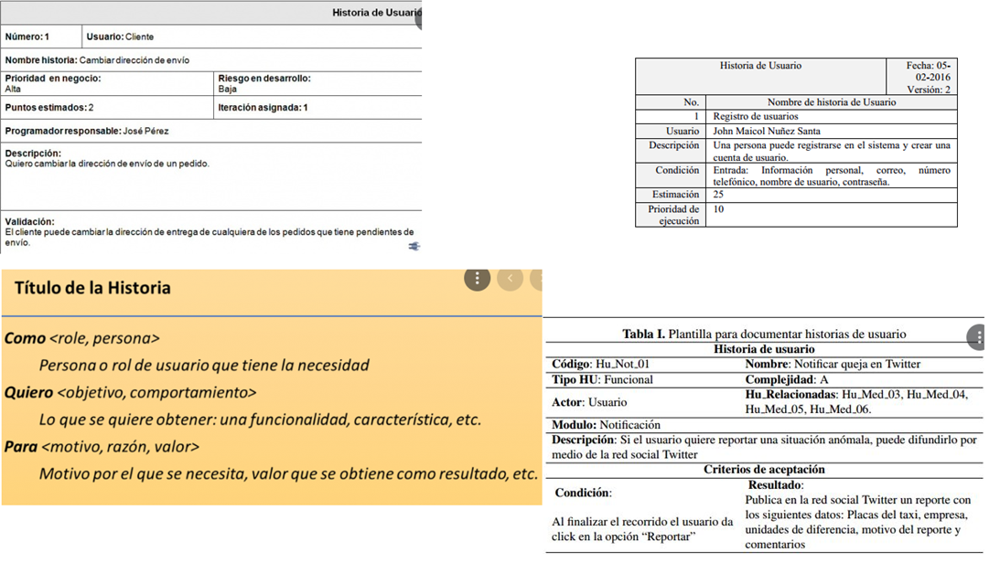 Historia de Usuario
Número: 1 Usuario: Cliente
Nombre historia: Cambiar dirección de envío
Prioridad en negocio: Riesgo en desarrollo:
Alta Baja
Puntos estimados: 2 Iteración asignada: 1
Programador responsable: José Pérez
Descripción:
Quiero cambiar la dirección de envío de un pedido.
Validación:
El cliente puede cambiar la dirección de entrega de cualquiera de los pedidos que tiene pendientes de
envío.
Historia de Usuario Fecha: 05-
02-2016
Versión: 2
No. Nombre de historia de Usuario
1 Registro de usuarios
Usuario John Maicol Nuñez Santa
Descripción Una persona puede registrarse en el sistema y crear una
cuenta de usuario.
Condición Entrada: Información personal, correo, número
telefónico, nombre de usuario, contraseña.
Estimación 25
Prioridad de 10
ejecución
Título de la Historia
Como <role, persona>
Persona o rol de usuario que tiene la necesidad
Quiero <objetivo, comportamiento>
Lo que se quiere obtener: una funcionalidad, característica, etc.
Para <motivo, razón, valor>
Motivo por el que se necesita, valor que se obtiene como resultado, etc.
Tabla I. Plantilla para documentar historias de usuario
Historia de usuario
Código: Hu_Not_01 Nombre: Notificar queja en Twitter
Tipo HU: Funcional Complejidad: A
Actor: Usuario Hu_Relacionadas: Hu_Med_03, Hu_Med_04,
Hu_Med_05, Hu_Med_06.
Modulo: Notificación
Descripción: Si el usuario quiere reportar una situación anómala, puede difundirlo por
medio de la red social Twitter
Criterios de aceptación
Condición:
Al finalizar el recorrido el usuario da
click en la opción “Reportar”
Resultado:
Publica en la red social Twitter un reporte con
los siguientes datos: Placas del taxi, empresa,
unidades de diferencia, motivo del reporte y
comentarios